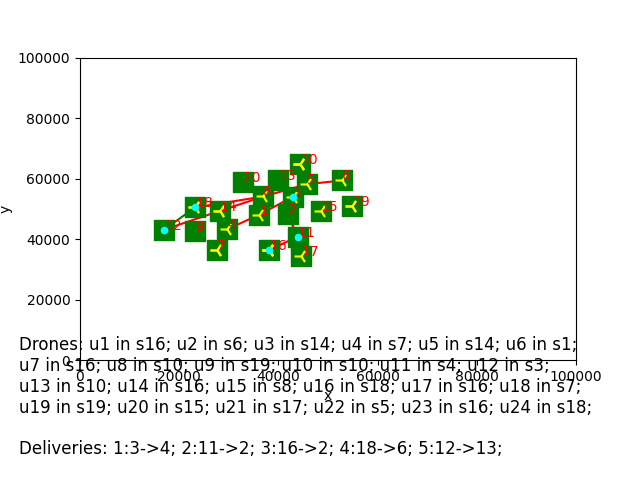 100000
80000
y
60000
40000
20000
0
0 20000 40000 60000 80000 100000
x
Drones: u1 in s16; u2 in s6; u3 in s14; u4 in s7; u5 in s14; u6 in s1;
u7 in s16; u8 in s10; u9 in s19; u10 in s10; u11 in s4; u12 in s3;
u13 in s10; u14 in s16; u15 in s8; u16 in s18; u17 in s16; u18 in s7;
u19 in s19; u20 in s15; u21 in s17; u22 in s5; u23 in s16; u24 in s18;
Deliveries: 1:3->4; 2:11->2; 3:16->2; 4:18->6; 5:12->13;